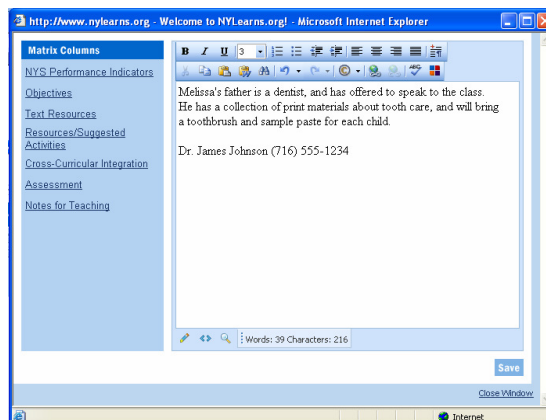 http://www.nylearns.org - Welcome to NYLearns.org! - Microsoft Internet Explorer
Matrix Columns
NYS Performance Indicators
Objectives
Text Resources
Resources/Suggested
Activities
Cross-Curricular Integration
Assessment
Notes for Teaching
B I U 3
ABC
Melissa's father is a dentist, and has offered to speak to the class.
He has a collection of print materials about tooth care, and will bring
a toothbrush and sample paste for each child.
Dr. James Johnson (716) 555-1234
Words: 39 Characters: 216
Save
Close Window
Internet